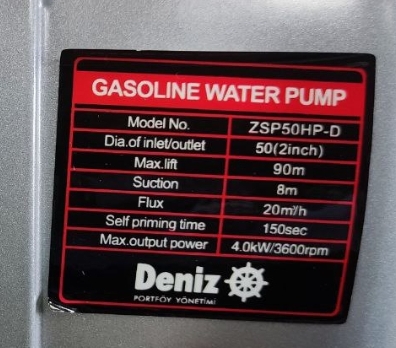 GASOLINE WATER PUMP
Model No. ZSP50HP-D
Dia.of inlet/outlet 50(2inch)
Max.lift 90m
Suction 8m
Flux 20m³/h
Self priming time 150sec
Max.output power 4.0kW/3600rpm
Deniz
PORTFÖY YÖNETİMİ